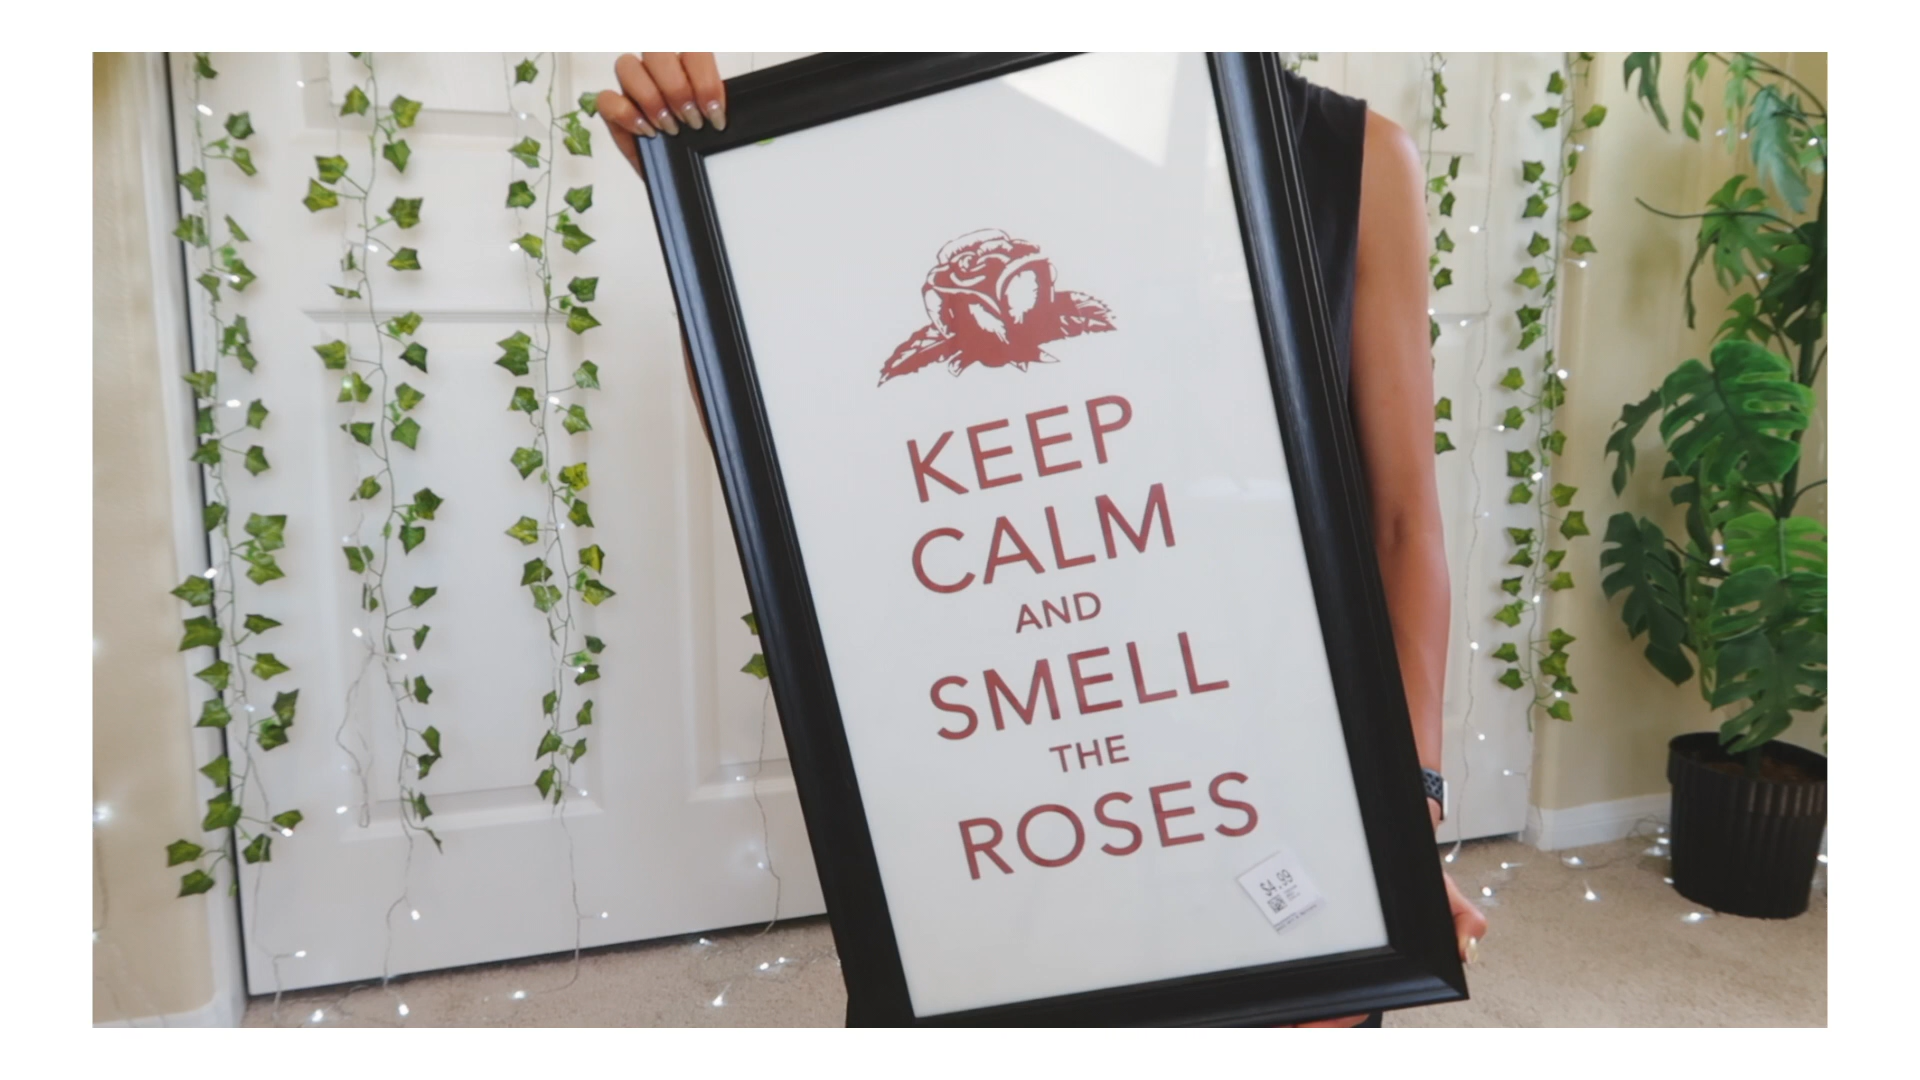 KEEP
CALM
AND
SMELL
THE
ROSES
$4.99